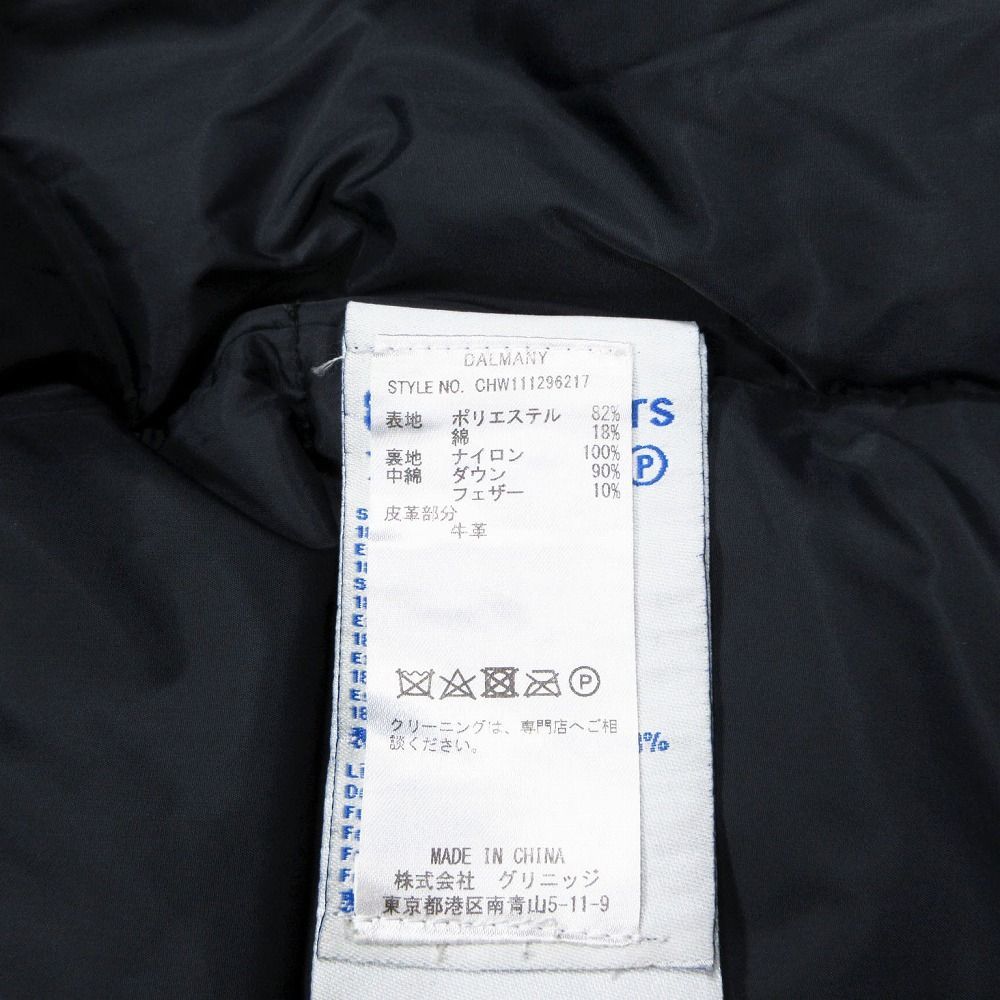 DALMANY
STYLE NO. CHW111296217
表地 ポリエステル 82%
綿 18%
裏地 ナイロン 100%
中綿 ダウン 90%
フェザー 10%
皮革部分
牛革
P
クリーニングは、専門店へご相
談ください。
MADE IN CHINA
株式会社 グリニッジ
東京都港区南青山5-11-9
TS
P